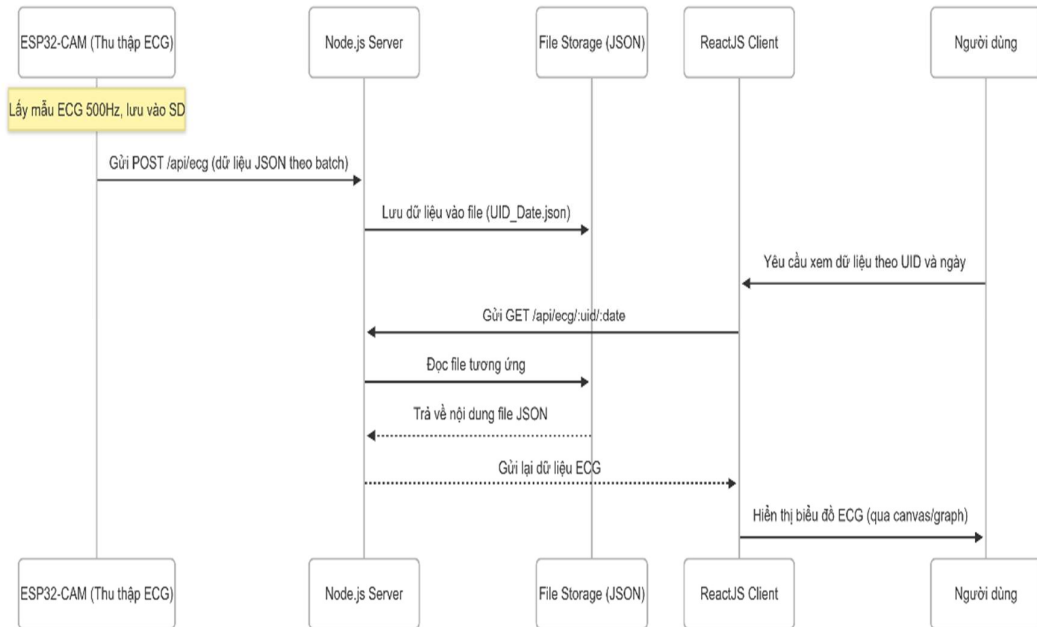 ESP32-CAM (Thu thập ECG)
Node.js Server
File Storage (JSON)
ReactJS Client
Người dùng
Lấy mẫu ECG 500Hz, lưu vào SD
Gửi POST /api/ecg (dữ liệu JSON theo batch)
Lưu dữ liệu vào file (UID_Date.json)
Yêu cầu xem dữ liệu theo UID và ngày
Gửi GET /api/ecg/:uid/:date
Đọc file tương ứng
Trả về nội dung file JSON
Gửi lại dữ liệu ECG
Hiển thị biểu đồ ECG (qua canvas/graph)
ESP32-CAM (Thu thập ECG)
Node.js Server
File Storage (JSON)
ReactJS Client
Người dùng